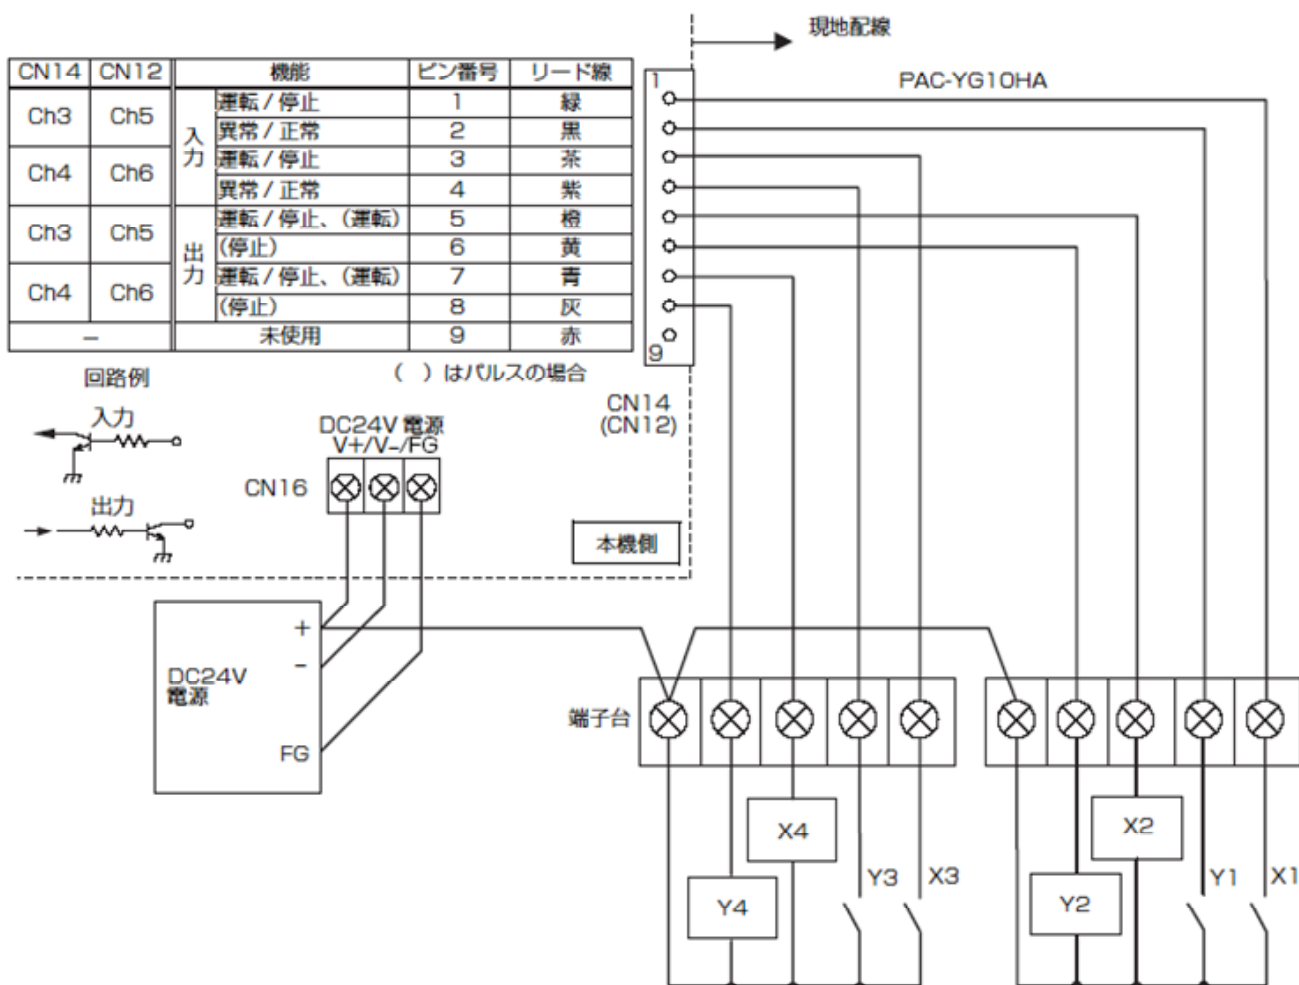 現地配線
PAC-YG10HA
CN14 CN12 機能 ピン番号 リード線
Ch3 Ch5 入力 運転/停止 1 緑
異常/正常 2 黒
Ch4 Ch6 運転/停止 3 茶
異常/正常 4 紫
Ch3 Ch5 出力 運転/停止、(運転) 5 橙
(停止) 6 黄
Ch4 Ch6 運転/停止、(運転) 7 青
(停止) 8 灰
− 未使用 9 赤
( )はパルスの場合
1
9
CN14
(CN12)
回路例
入力
出力
DC24V 電源
V+/V−/FG
CN16
本機側
DC24V
電源
+
−
FG
端子台
X4
Y4
Y3
X3
X2
Y2
Y1
X1